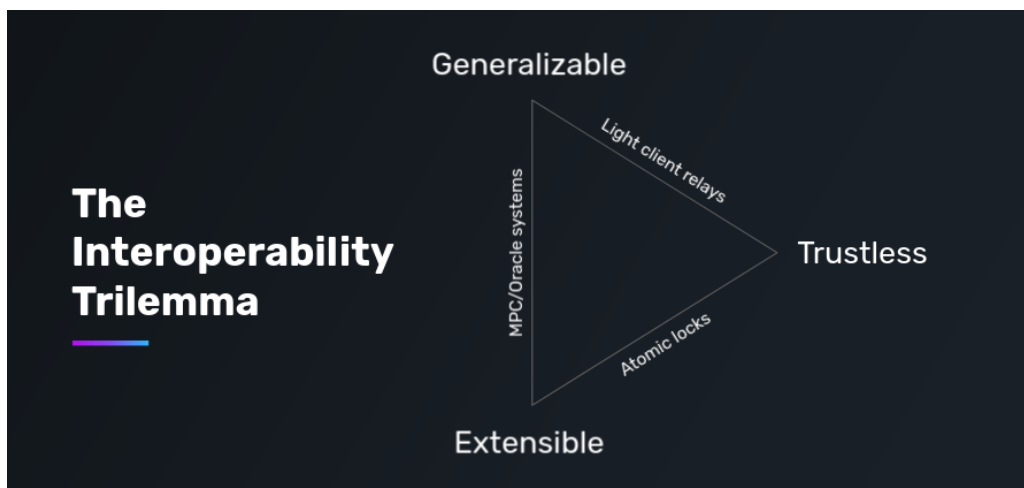 The
Interoperability
Trilemma
Generalizable
Light client relays
MPC/Oracle systems
Trustless
Atomic locks
Extensible